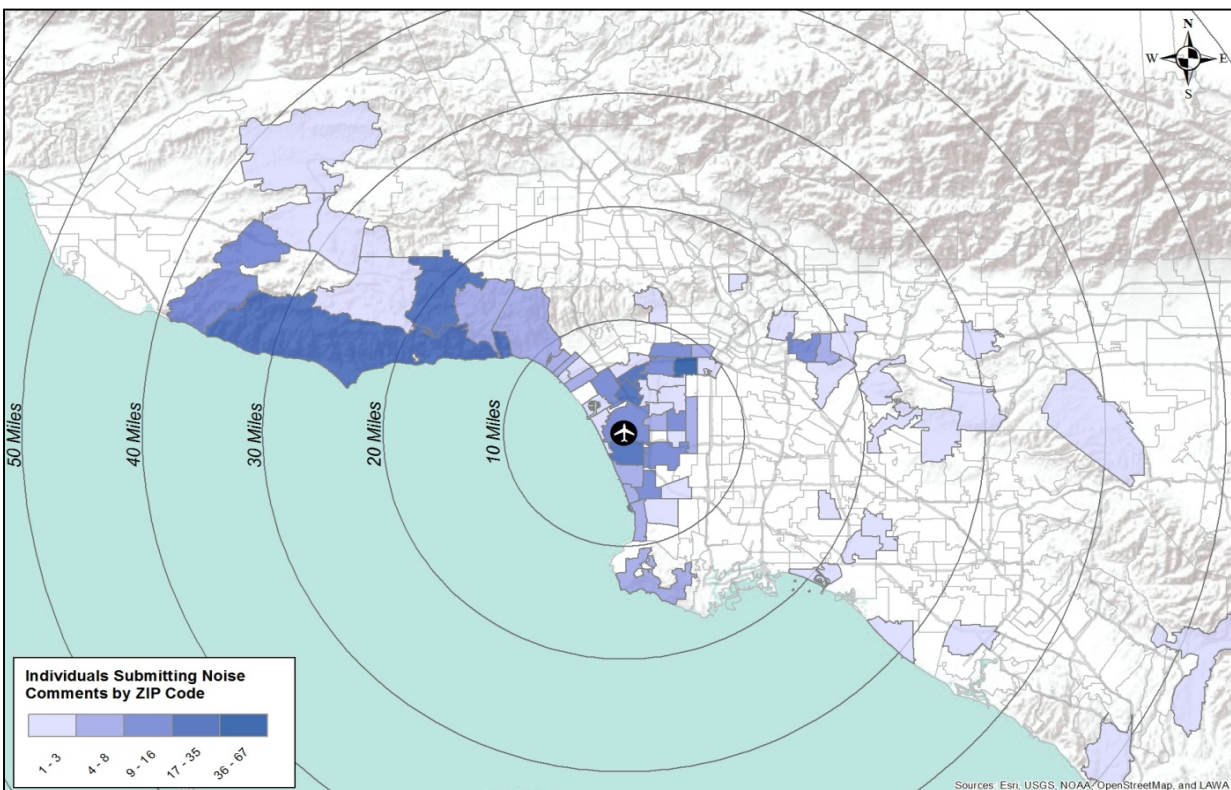 N
W
E
S
50 Miles
40 Miles
30 Miles
20 Miles
10 Miles
Individuals Submitting Noise
Comments by ZIP Code
1 - 3
4 - 8
9 - 16
17 - 35
36 - 67
Sources: Esri, USGS, NOAA, OpenStreetMap, and LAWA